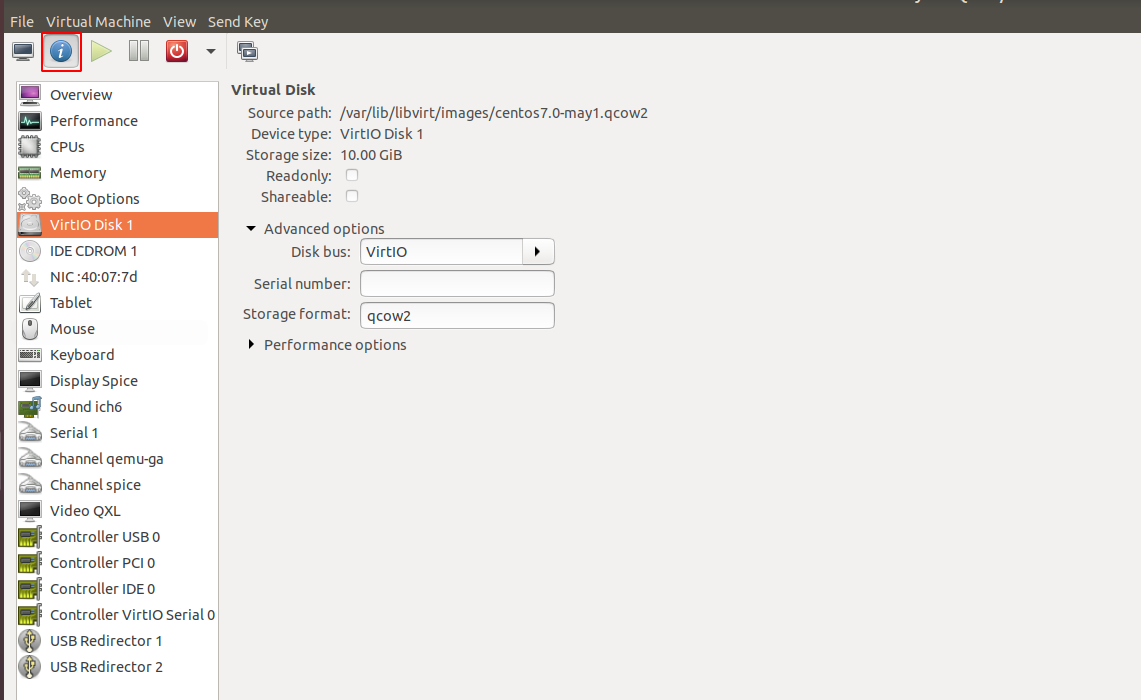 File Virtual Machine View Send Key
Overview
Performance
CPUs
Memory
Boot Options
VirtIO Disk 1
IDE CDROM 1
NIC :40:07:7d
Tablet
Mouse
Keyboard
Display Spice
Sound ich6
Serial 1
Channel qemu-ga
Channel spice
Video QXL
Controller USB 0
Controller PCI 0
Controller IDE 0
Controller VirtIO Serial 0
USB Redirector 1
USB Redirector 2
Virtual Disk
Source path: /var/lib/libvirt/images/centos7.0-may1.qcow2
Device type: VirtIO Disk 1
Storage size: 10.00 GiB
Readonly:
Shareable:
Advanced options
Disk bus: VirtIO
Serial number:
Storage format: qcow2
Performance options